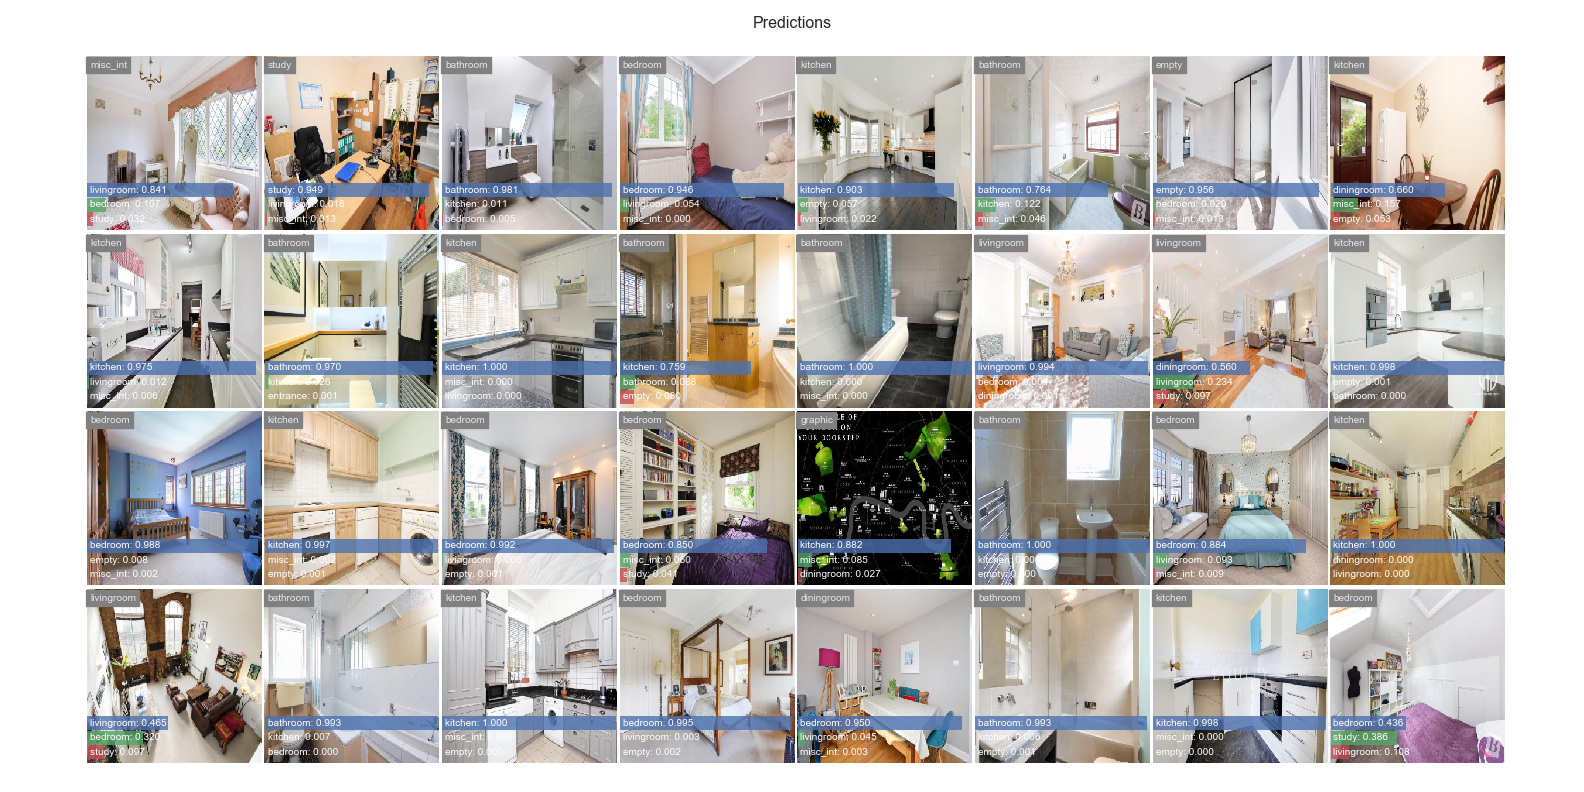 Predictions
misc_int
livingroom: 0.841
bedroom: 0.107
study: 0.032
study
study: 0.949
livingroom: 0.018
misc_int: 0.013
bathroom
bathroom: 0.981
kitchen: 0.011
bedroom: 0.005
bedroom
bedroom: 0.946
livingroom: 0.054
misc_int: 0.000
kitchen
kitchen: 0.903
empty: 0.057
livingroom: 0.022
bathroom
bathroom: 0.764
kitchen: 0.122
misc_int: 0.046
empty
empty: 0.956
bedroom: 0.020
misc_int: 0.013
kitchen
diningroom: 0.660
misc_int: 0.157
empty: 0.053
kitchen
kitchen: 0.975
livingroom: 0.012
misc_int: 0.006
bathroom
bathroom: 0.970
kitchen: 0.026
entrance: 0.001
kitchen
kitchen: 1.000
misc_int: 0.000
livingroom: 0.000
bathroom
kitchen: 0.759
bathroom:
empty:
bathroom
bathroom: 1.000
kitchen: 0.000
misc_int: 0.000
livingroom
livingroom: 0.994
bedroom:
diningroom:
livingroom
diningroom: 0.560
livingroom: 0.234
study: 0.097
kitchen
kitchen: 0.998
empty: 0.001
bathroom: 0.000
bedroom
bedroom: 0.988
empty: 0.008
misc_int: 0.002
kitchen
kitchen: 0.997
misc_int: 0.002
empty: 0.001
bedroom
bedroom: 0.992
livingroom:
empty: 0.001
bedroom
bedroom: 0.850
misc_int: 0.060
study: 0.041
graphic
LE OF
ON
YOUR DOORSTEP
kitchen: 0.882
misc_int: 0.085
diningroom: 0.027
bathroom
bathroom: 1.000
kitchen: 0.000
empty: 0.000
bedroom
bedroom: 0.884
livingroom: 0.093
misc_int: 0.009
kitchen
kitchen: 1.000
diningroom: 0.000
livingroom: 0.000
livingroom
livingroom: 0.465
bedroom: 0.320
study: 0.097
bathroom
bathroom: 0.993
kitchen: 0.007
bedroom: 0.000
kitchen
kitchen: 1.000
misc_int: 0.000
empty: 0.000
bedroom
bedroom: 0.995
livingroom: 0.003
empty: 0.002
diningroom
bedroom: 0.950
livingroom: 0.045
misc_int: 0.003
bathroom
bathroom: 0.993
kitchen: 0.006
empty: 0.001
kitchen
kitchen: 0.998
misc_int: 0.000
empty: 0.000
bedroom
bedroom: 0.436
study: 0.386
livingroom: 0.108